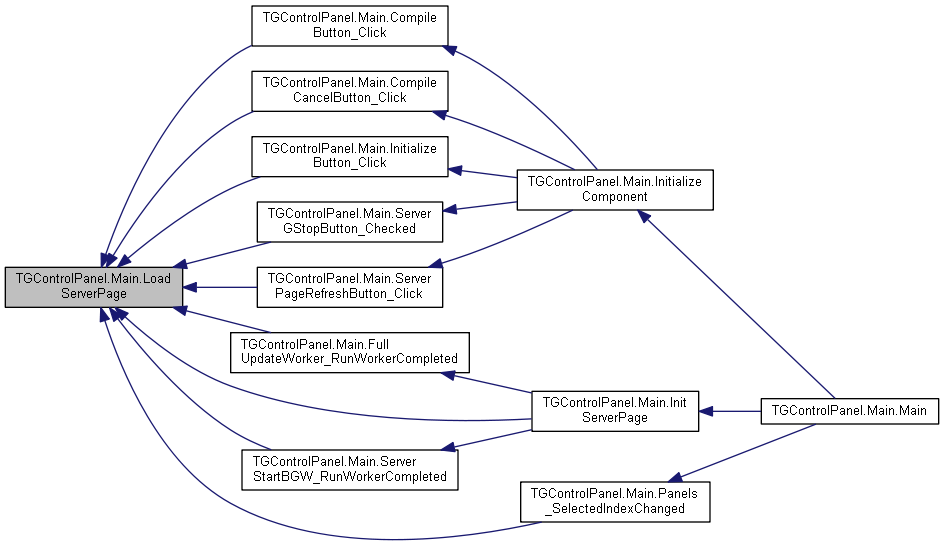 TGControlPanel.Main.Compile
Button_Click
TGControlPanel.Main.Compile
CancelButton_Click
TGControlPanel.Main.Initialize
Button_Click
TGControlPanel.Main.Initialize
Component
TGControlPanel.Main.Server
GStopButton_Checked
TGControlPanel.Main.Load
ServerPage
TGControlPanel.Main.Server
PageRefreshButton_Click
TGControlPanel.Main.Full
UpdateWorker_RunWorkerCompleted
TGControlPanel.Main.Init
ServerPage
TGControlPanel.Main.Main
TGControlPanel.Main.Server
StartBGW_RunWorkerCompleted
TGControlPanel.Main.Panels
_SelectedIndexChanged